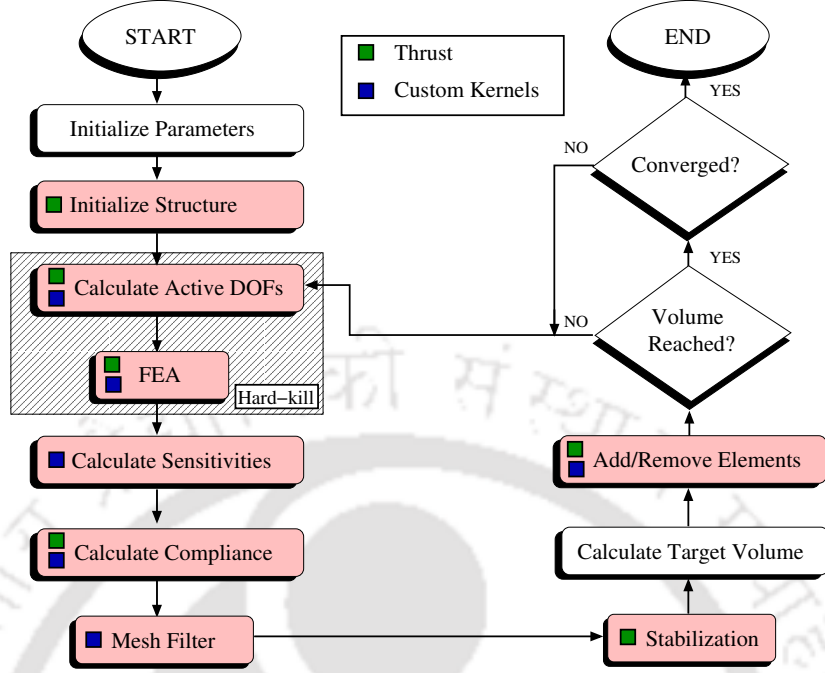 START
Initialize Parameters
Initialize Structure
Calculate Active DOFs
FEA
Hard-kill
Calculate Sensitivities
Calculate Compliance
Mesh Filter
Thrust
Custom Kernels
END
YES
Converged?
NO
YES
Volume
Reached?
NO
Add/Remove Elements
Calculate Target Volume
Stabilization